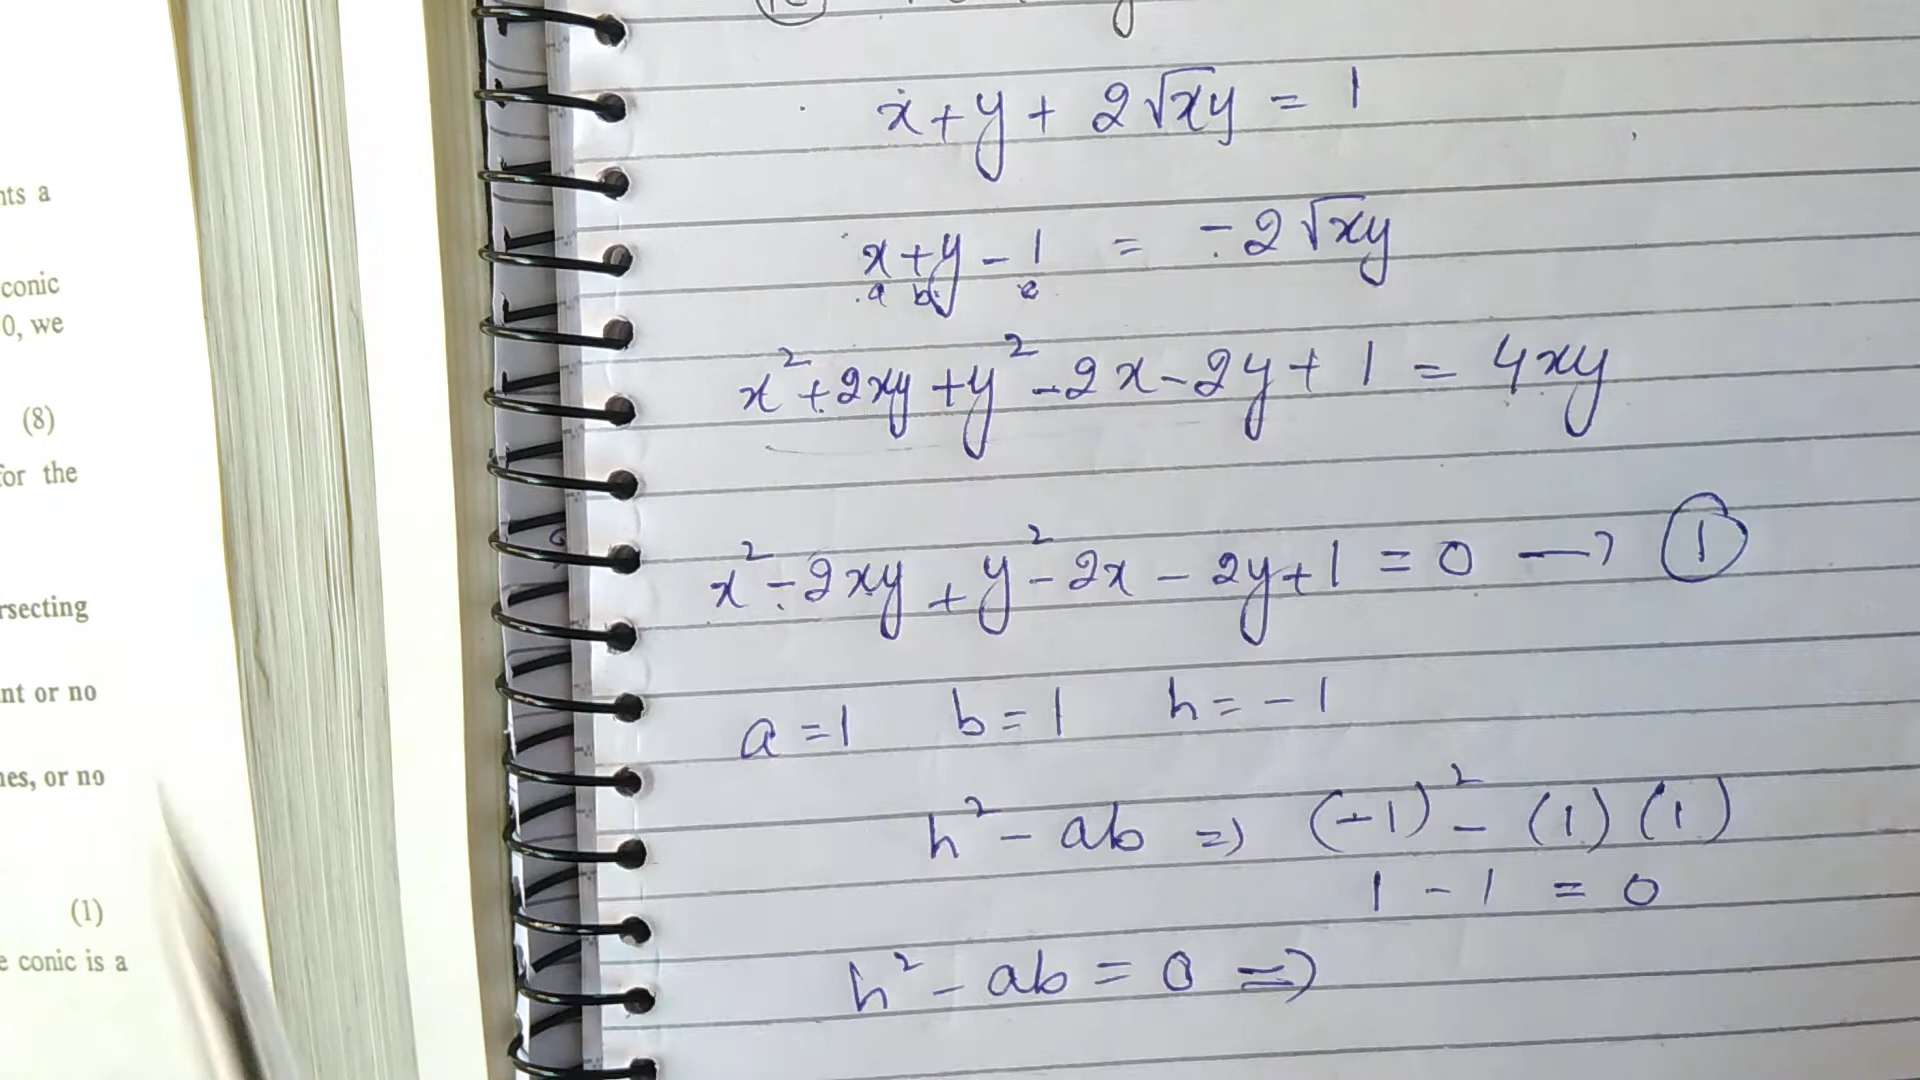 nts a
conic
0, we
(8)
for the
rsecting
nt or no
nes, or no
(1)
e conic is a
x + y + 2√xy = 1
x + y - 1 = -2√xy
a b c
x² + 2xy + y² - 2x - 2y + 1 = 4xy
x² - 2xy + y² - 2x - 2y + 1 = 0 → ①
a = 1 b = 1 h = -1
h² - ab ⇒ (-1)² - (1)(1)
1 - 1 = 0
h² - ab = 0 ⇒